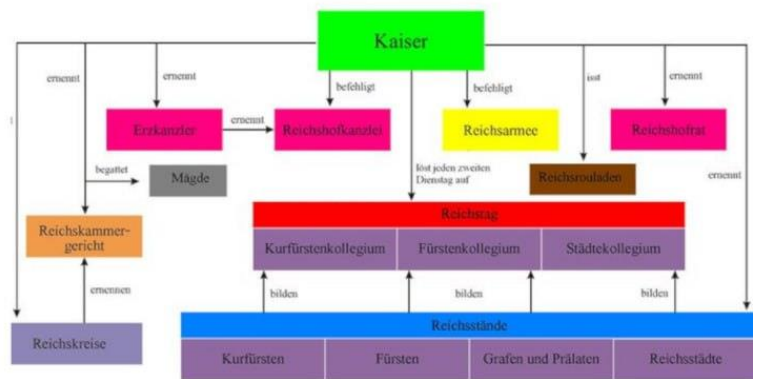 Kaiser
ernennt
ernennt
befehligt
befehligt
isst
ernennt
Erzkanzler
ernennt
Reichshofkanzlei
Reichsarmee
Reichshofrat
begattet
Mägde
löst jeden zweiten
Dienstag auf
Reichsrouladen
ernennt
Reichstag
Reichskammer-
gericht
Kurfürstenkollegium
Fürstenkollegium
Städtekollegium
ernennen
bilden
bilden
bilden
Reichsstände
Reichskreise
Kurfürsten
Fürsten
Grafen und Prälaten
Reichsstädte